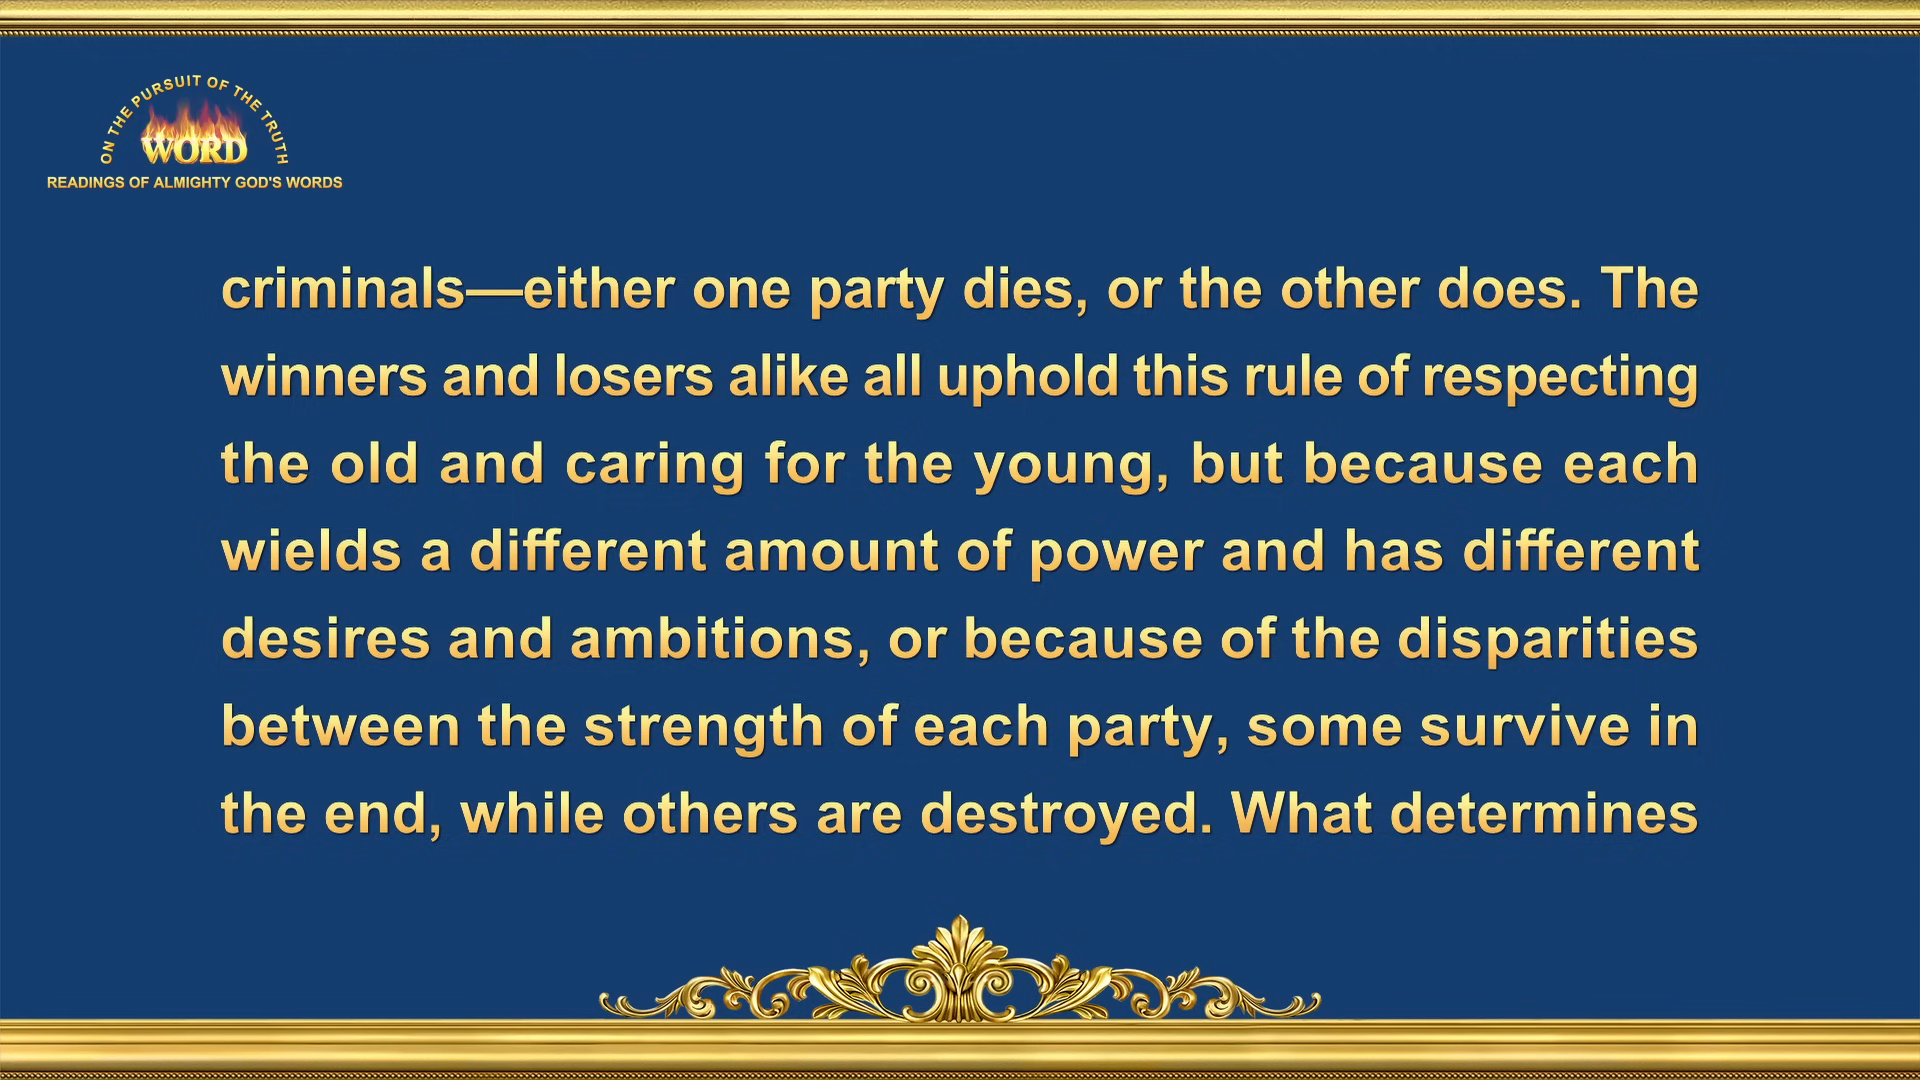 ON THE PURSUIT OF THE TRUTH
WORD
READINGS OF ALMIGHTY GOD'S WORDS
criminals—either one party dies, or the other does. The
winners and losers alike all uphold this rule of respecting
the old and caring for the young, but because each
wields a different amount of power and has different
desires and ambitions, or because of the disparities
between the strength of each party, some survive in
the end, while others are destroyed. What determines